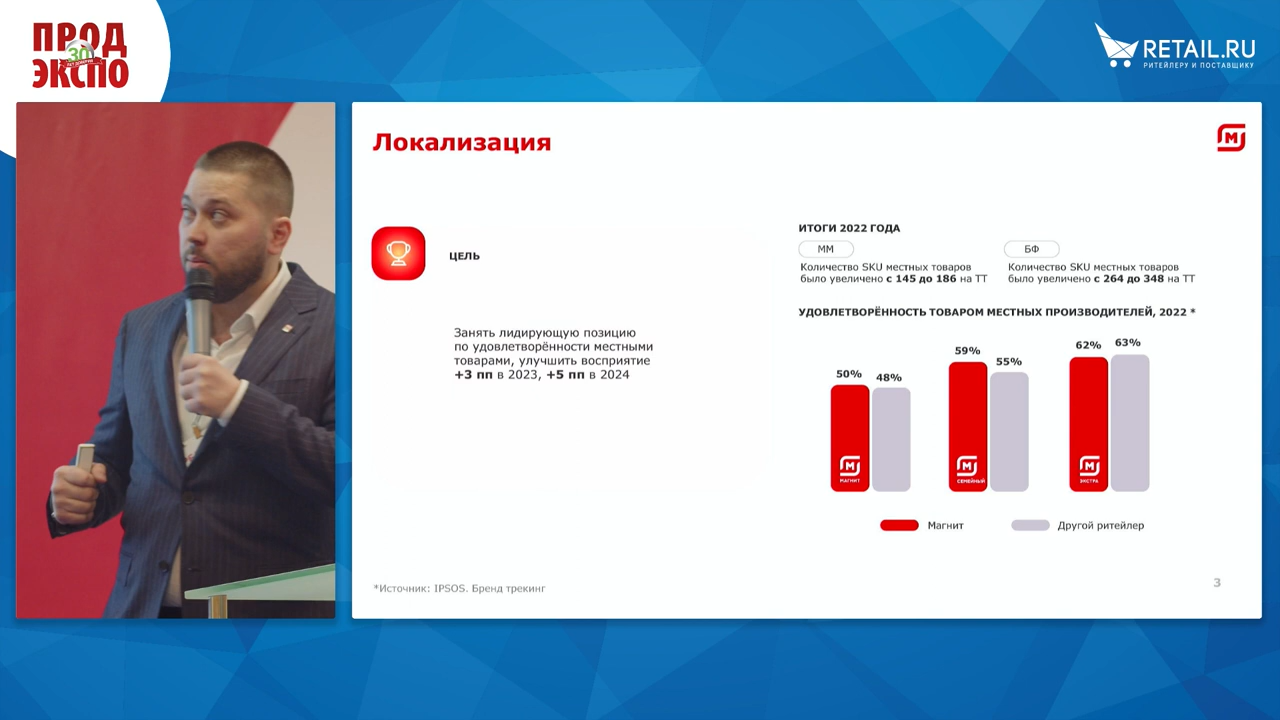 ПРОД
30
ЛЕТ ДОВЕРИЯ
ЭКСПО
RETAIL.RU
РИТЕЙЛЕРУ И ПОСТАВЩИКУ
Локализация
М
ЦЕЛЬ
Занять лидирующую позицию
по удовлетворённости местными
товарами, улучшить восприятие
+3 пп в 2023, +5 пп в 2024
ИТОГИ 2022 ГОДА
ММ
Количество SKU местных товаров
было увеличено с 145 до 186 на ТТ
БФ
Количество SKU местных товаров
было увеличено с 264 до 348 на ТТ
УДОВЛЕТВОРЁННОСТЬ ТОВАРОМ МЕСТНЫХ ПРОИЗВОДИТЕЛЕЙ, 2022 *
50% 48% 59% 55% 62% 63%
М М М
МАГНИТ СЕМЕЙНЫЙ ЭКСТРА
Магнит Другой ритейлер
*Источник: IPSOS. Бренд трекинг
3